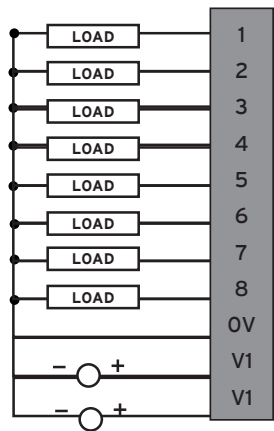 LOAD 1
LOAD 2
LOAD 3
LOAD 4
LOAD 5
LOAD 6
LOAD 7
LOAD 8
0V
- + V1
- + V1